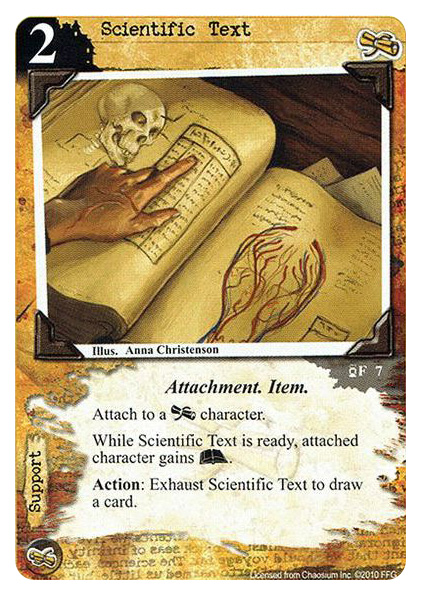 2
Scientific Text
Illus. Anna Christenson
F 7
Attachment. Item.
Attach to a character.
While Scientific Text is ready, attached
character gains .
Action: Exhaust Scientific Text to draw
a card.
Support
Licensed from Chaosium Inc. ©2010 FFG